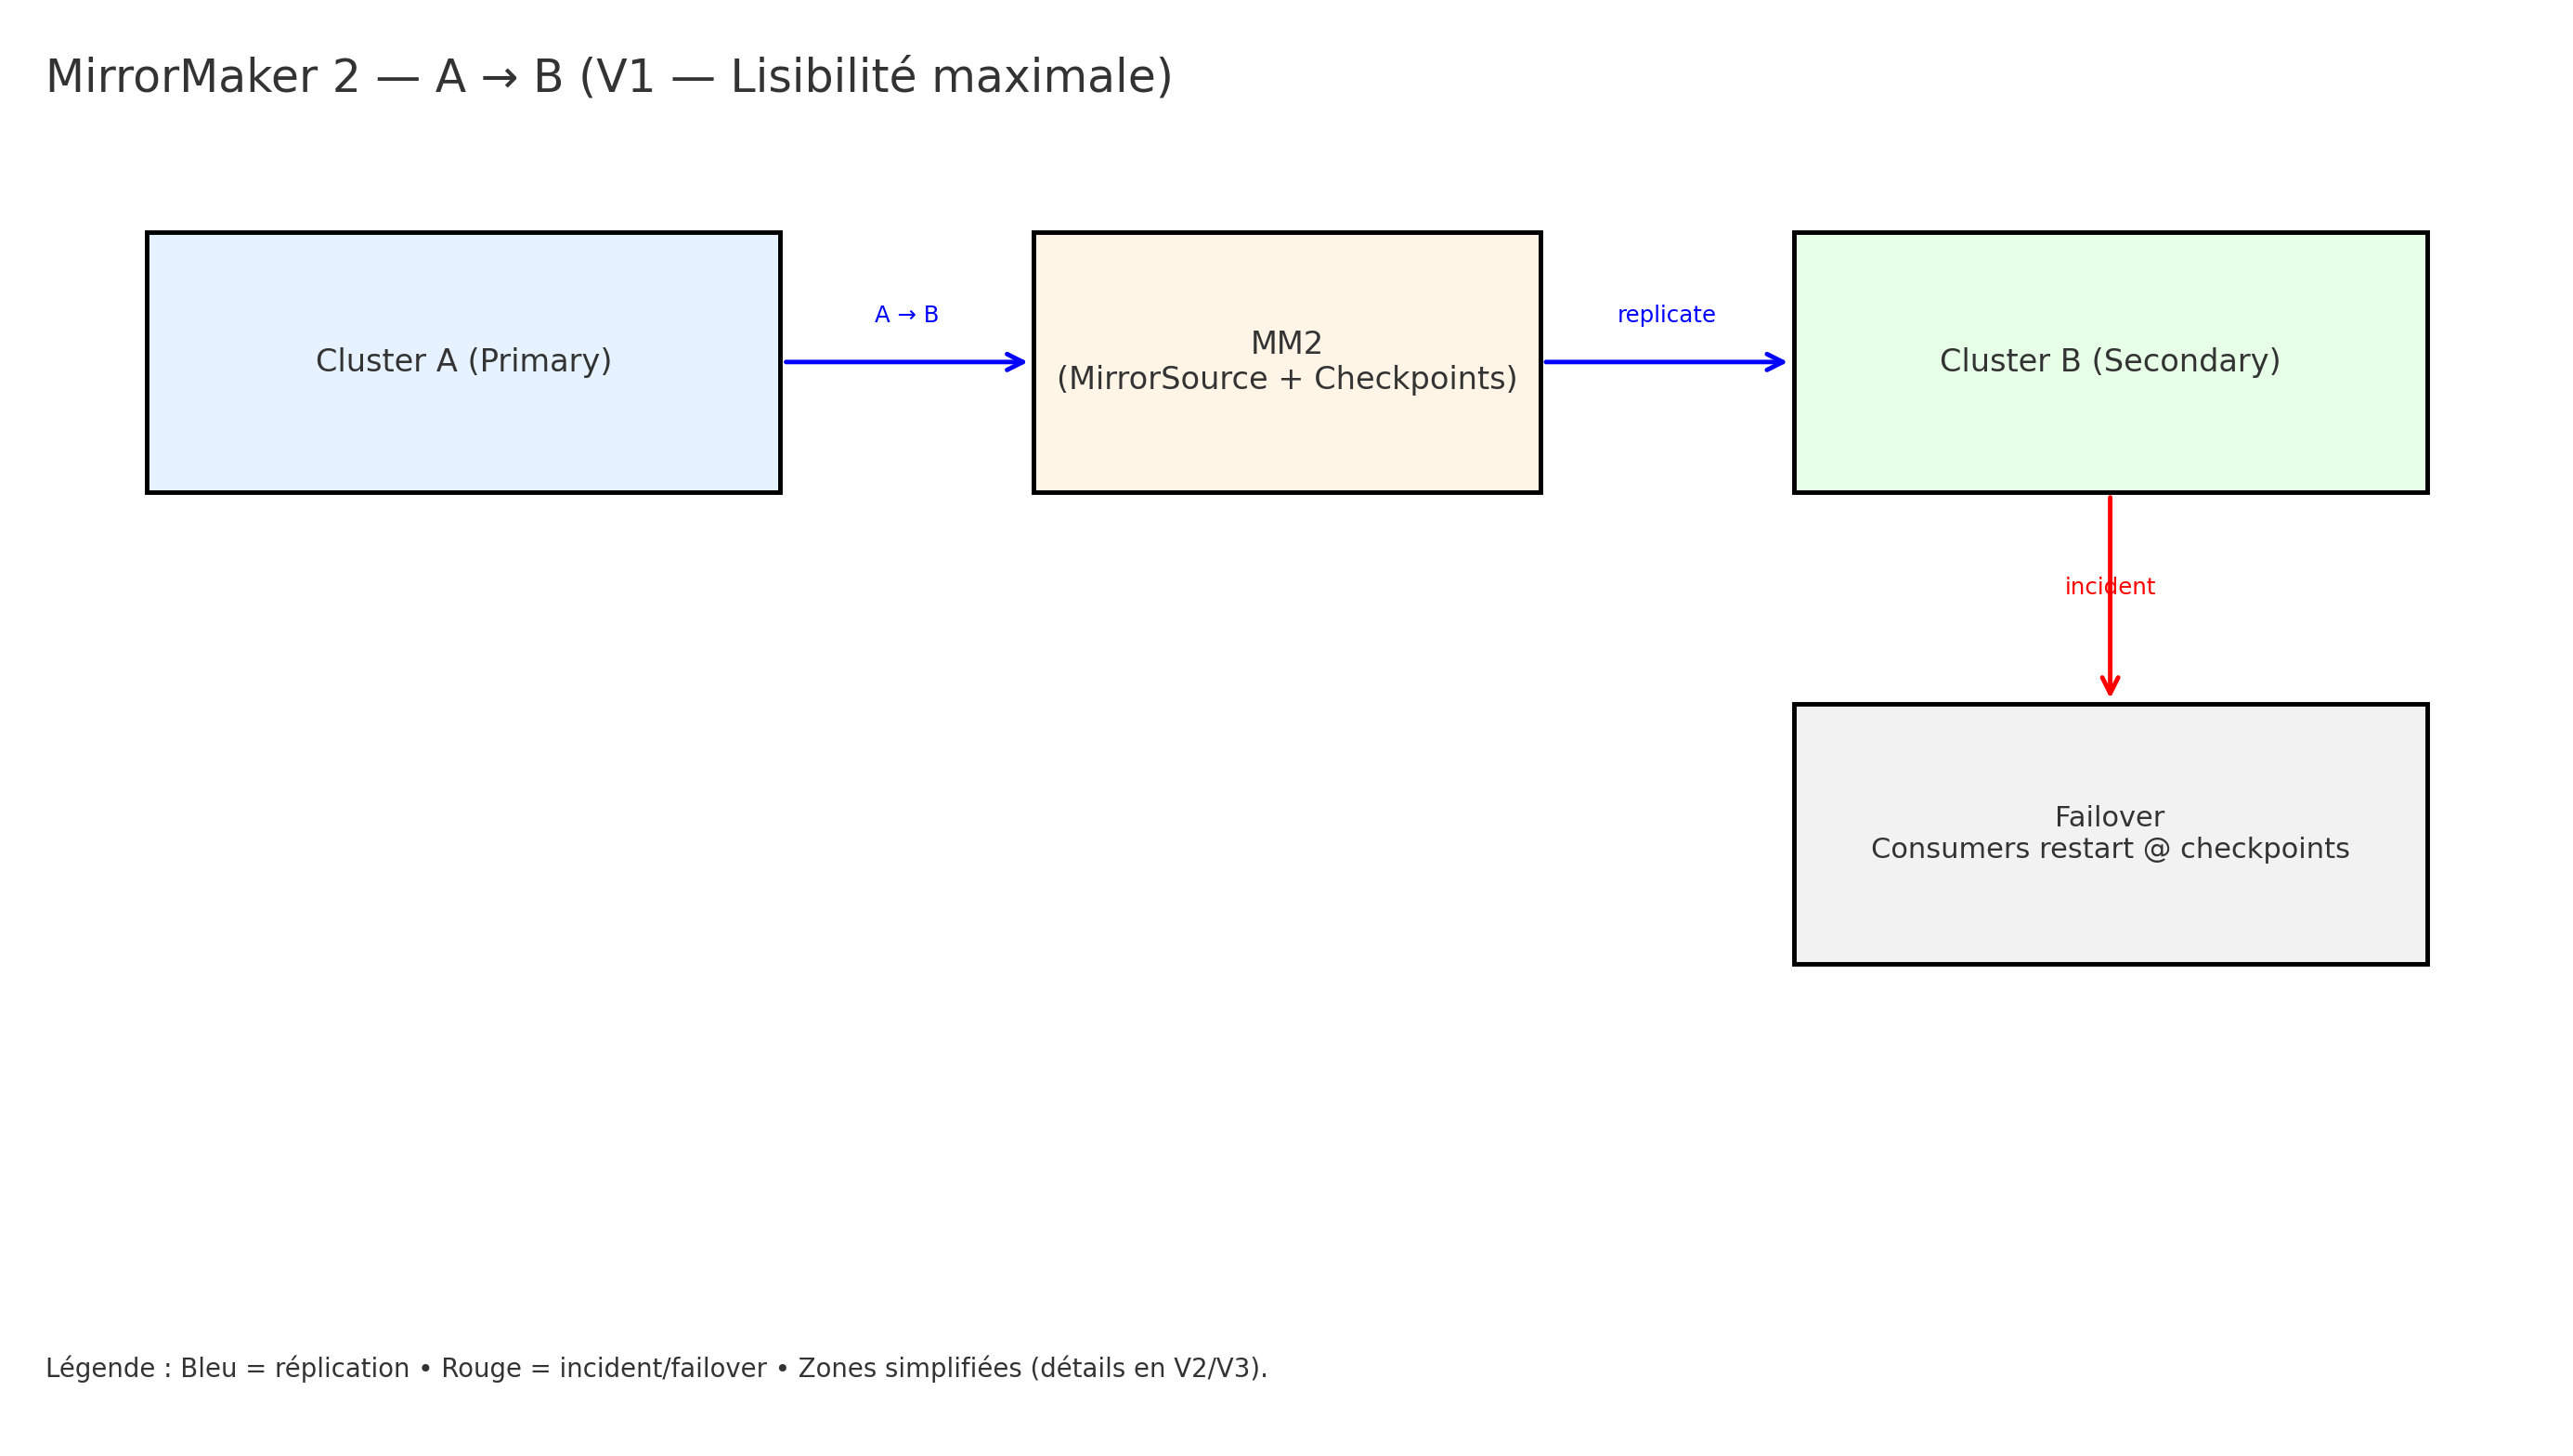 MirrorMaker 2 — A → B (V1 — Lisibilité maximale)
Cluster A (Primary)
A → B
MM2
(MirrorSource + Checkpoints)
replicate
Cluster B (Secondary)
incident
Failover
Consumers restart @ checkpoints
Légende : Bleu = réplication • Rouge = incident/failover • Zones simplifiées (détails en V2/V3).